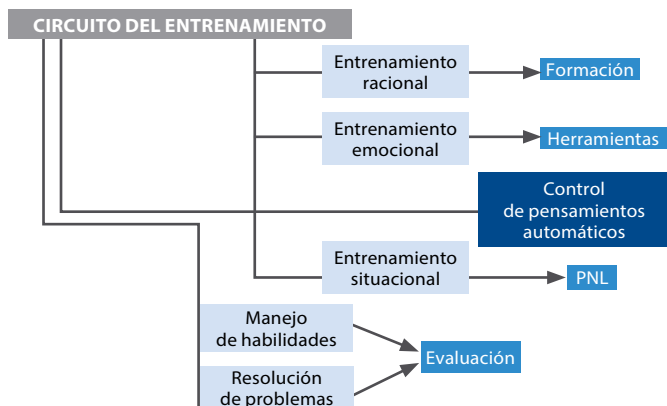 CIRCUITO DEL ENTRENAMIENTO
Entrenamiento
racional
Formación
Entrenamiento
emocional
Herramientas
Control
de pensamientos
automáticos
Entrenamiento
situacional
PNL
Manejo
de habilidades
Evaluación
Resolución
de problemas